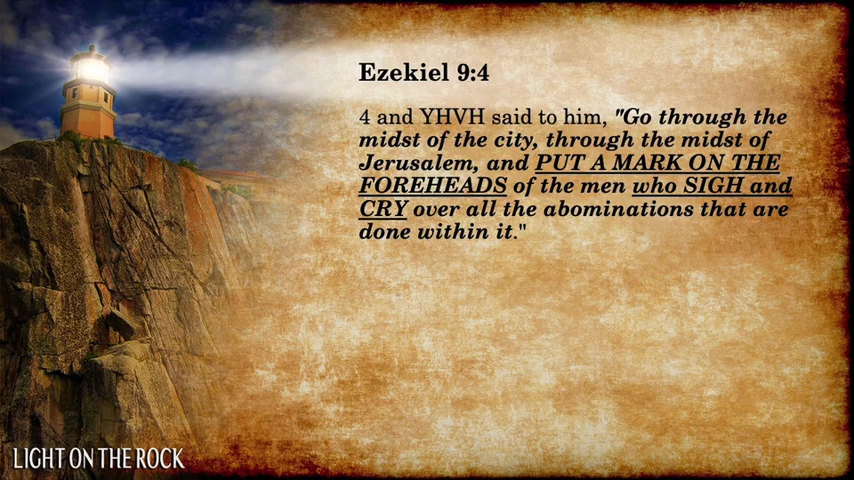 Ezekiel 9:4
4 and YHVH said to him, "Go through the
midst of the city, through the midst of
Jerusalem, and PUT A MARK ON THE
FOREHEADS of the men who SIGH and
CRY over all the abominations that are
done within it."
LIGHT ON THE ROCK